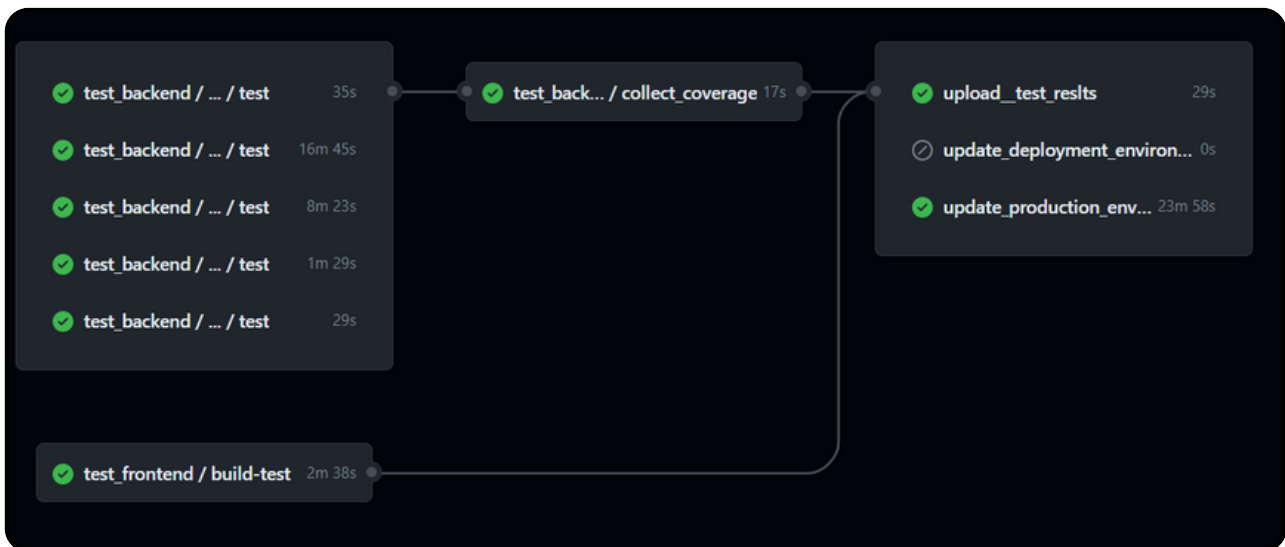 test_backend / ... / test 35s
test_backend / ... / test 16m 45s
test_backend / ... / test 8m 23s
test_backend / ... / test 1m 29s
test_backend / ... / test 29s
test_frontend / build-test 2m 38s
test_back... / collect_coverage 17s
upload__test_reslts 29s
update_deployment_environ... 0s
update_production_env... 23m 58s